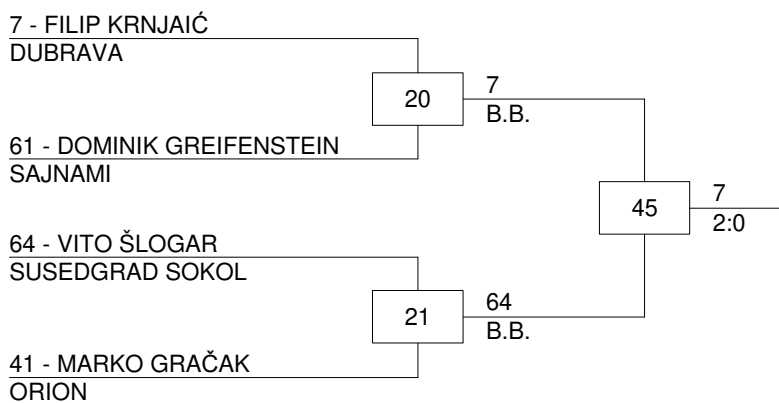 7 - FILIP KRNJAIĆ
DUBRAVA
20
7
B.B.
61 - DOMINIK GREIFENSTEIN
SAJNAMI
45
7
2:0
64 - VITO ŠLOGAR
SUSEDGRAD SOKOL
21
64
B.B.
41 - MARKO GRAČAK
ORION